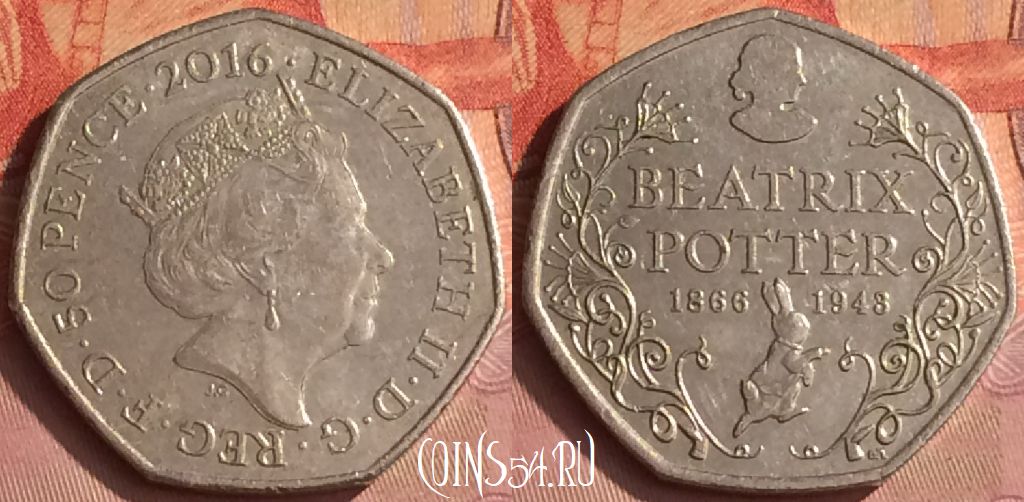 ELIZABETH II · D · G · REG · F · D · 50 PENCE · 2016 ·
BEATRIX
POTTER
1866 1943
COINS54.RU